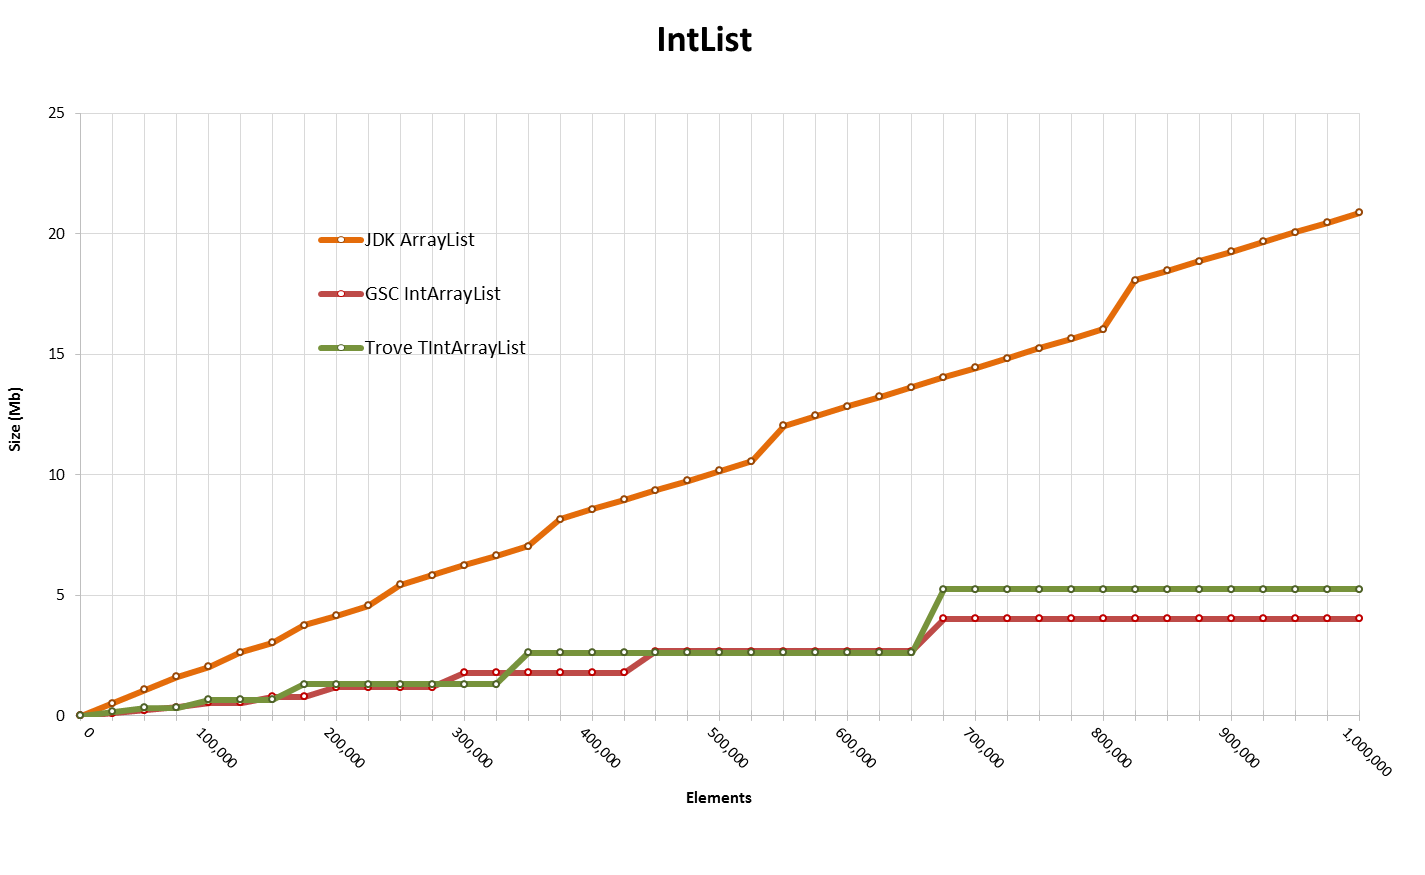 IntList
25
20
15
10
5
0
Size (Mb)
JDK ArrayList
GSC IntArrayList
Trove TIntArrayList
0
100,000
200,000
300,000
400,000
500,000
600,000
700,000
800,000
900,000
1,000,000
Elements